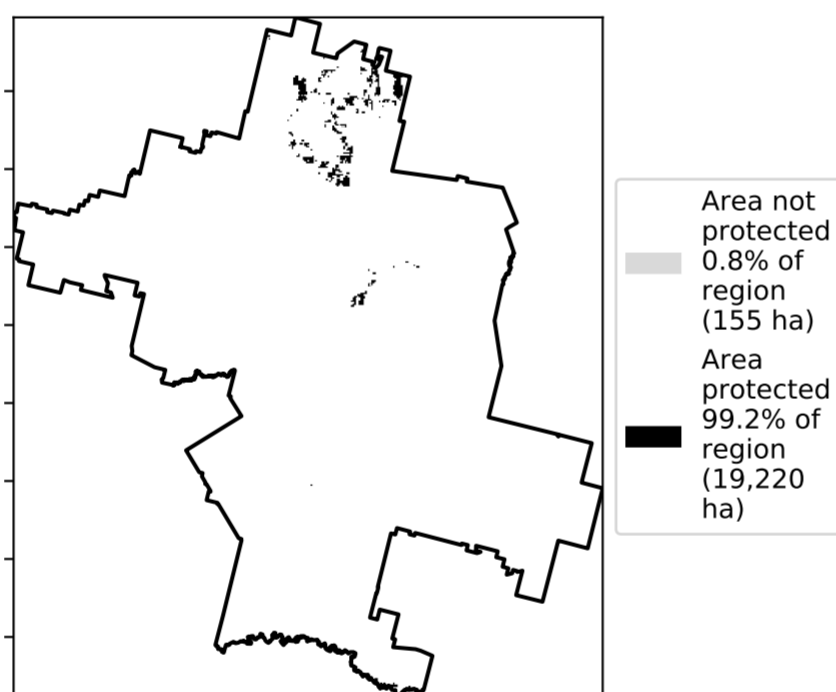 Area not
protected
0.8% of
region
(155 ha)
Area
protected
99.2% of
region
(19,220
ha)